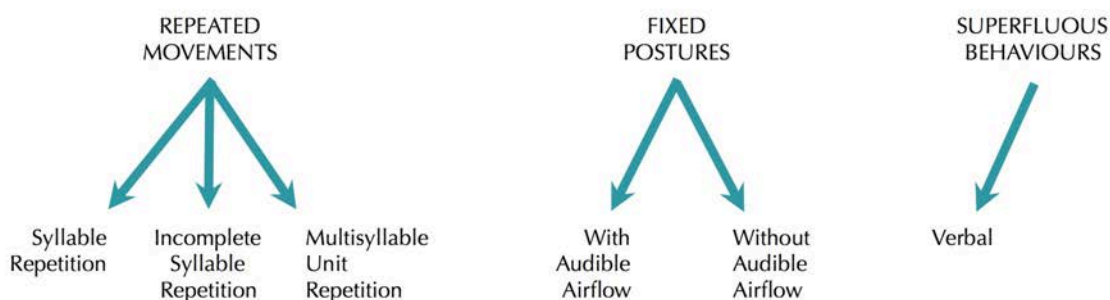 REPEATED
MOVEMENTS
FIXED
POSTURES
SUPERFLUOUS
BEHAVIOURS
Syllable
Repetition
Incomplete
Syllable
Repetition
Multisyllable
Unit
Repetition
With
Audible
Airflow
Without
Audible
Airflow
Verbal